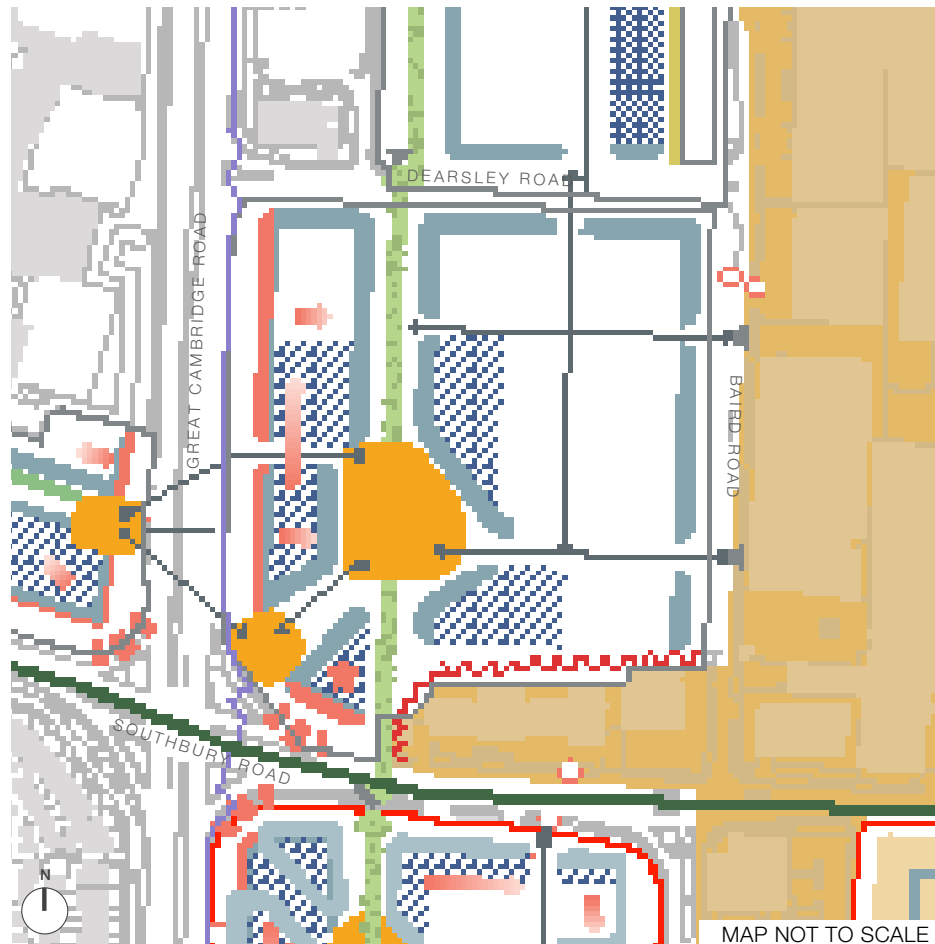 DEARSLEY ROAD
GREAT CAMBRIDGE ROAD
BAIRD ROAD
SOUTHBURY ROAD
N
MAP NOT TO SCALE